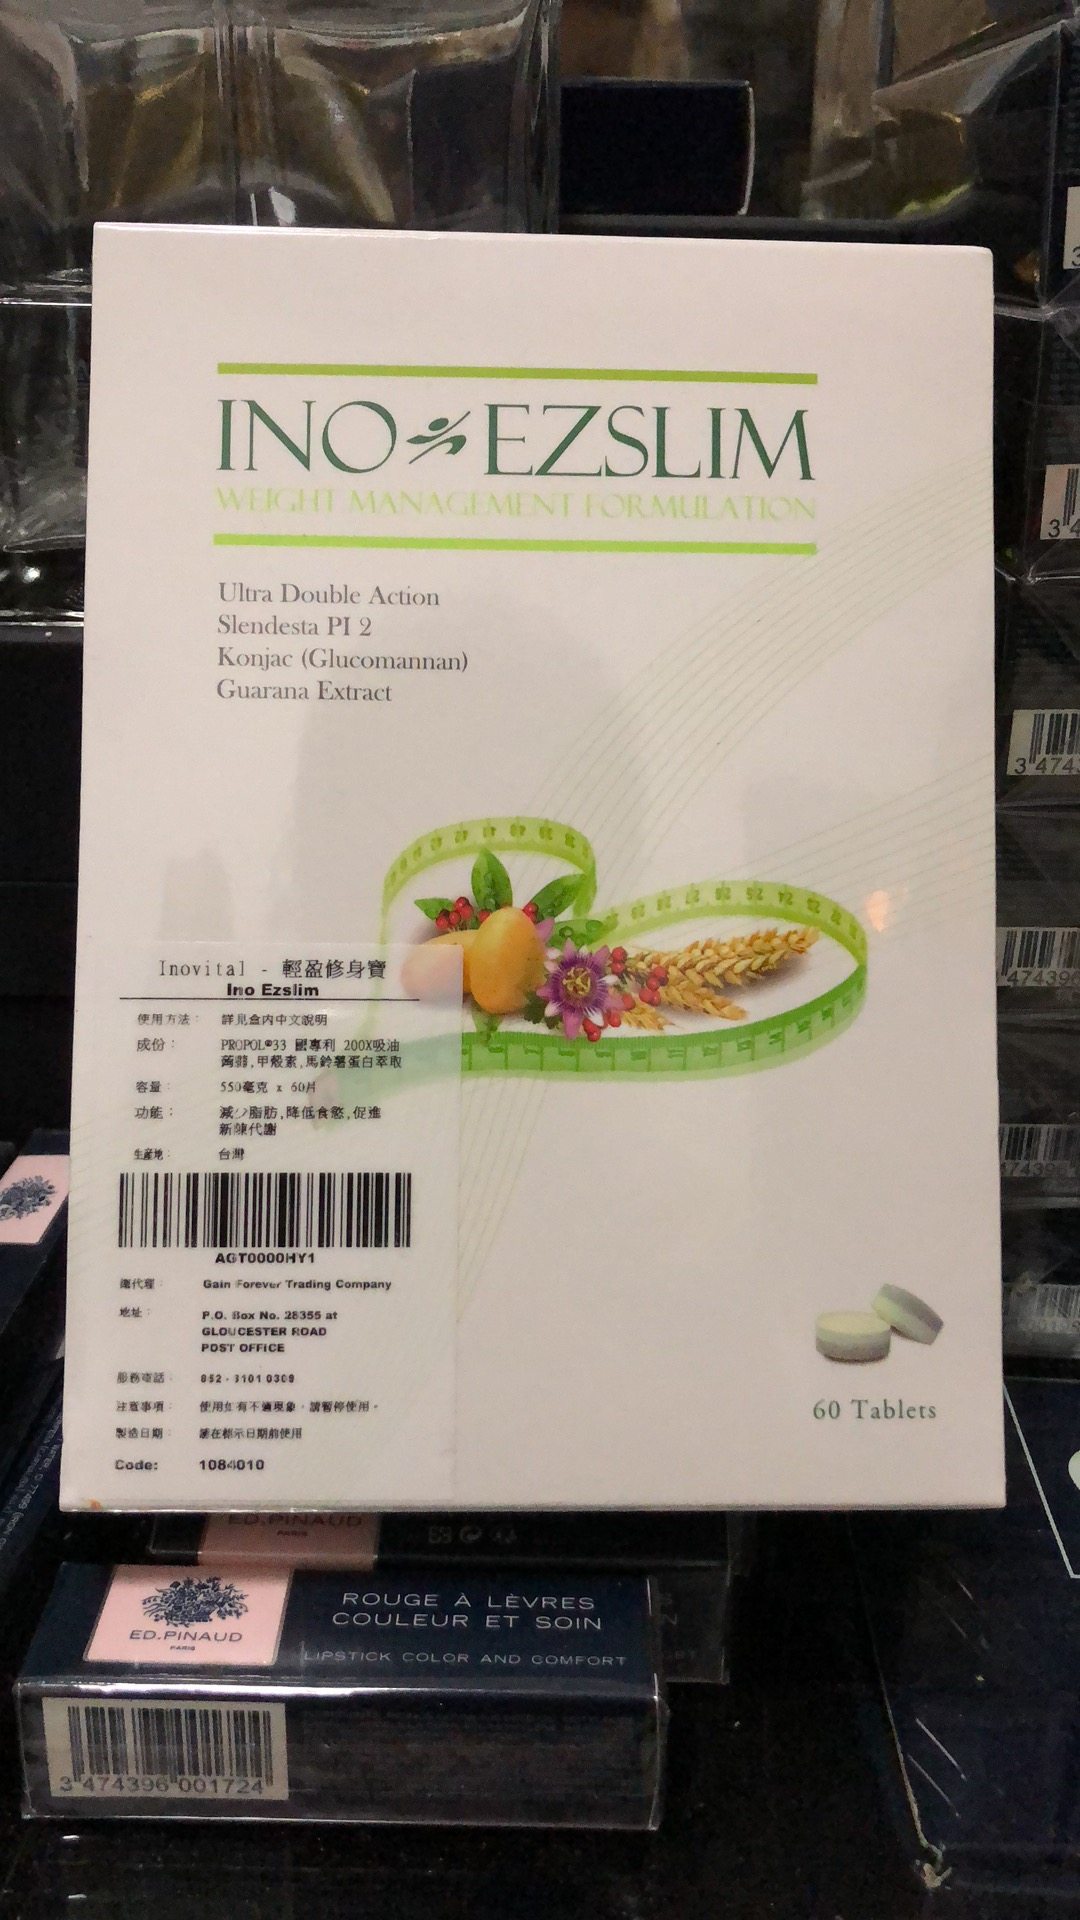 INO EZSLIM
WEIGHT MANAGEMENT FORMULATION
Ultra Double Action
Slendesta PI 2
Konjac (Glucomannan)
Guarana Extract
Inovital - 輕盈修身寶
Ino Ezslim
使用方法： 詳見盒內中文說明
成份： PROPOL®33 國專利 200X吸油
蒟蒻,甲殼素,馬鈴薯蛋白萃取
容量： 550毫克 x 60片
功能： 減少脂肪,降低食慾,促進
新陳代謝
生產地： 台灣
AGT0000HY1
總代理： Gain Forever Trading Company
地址： P.O. Box No. 28355 at
GLOUCESTER ROAD
POST OFFICE
服務電話： 852 - 3101 0309
注意事項： 使用如有不適現象，請暫停使用。
製造日期： 請在標示日期前使用
Code: 1084010
60 Tablets
ED.PINAUD
PARIS
ROUGE À LÈVRES
COULEUR ET SOIN
LIPSTICK COLOR AND COMFORT
ED.PINAUD
PARIS
3 474396 001724